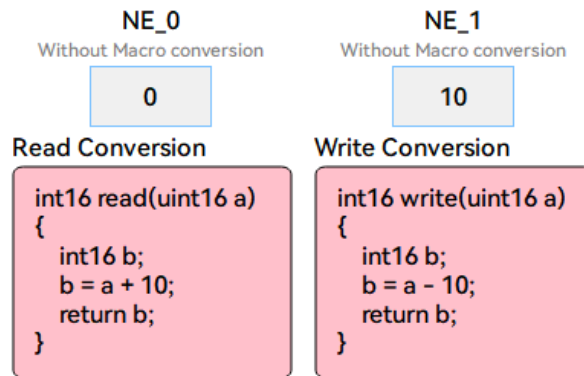 NE_0
Without Macro conversion
0
Read Conversion
int16 read(uint16 a)
{
int16 b;
b = a + 10;
return b;
}
NE_1
Without Macro conversion
10
Write Conversion
int16 write(uint16 a)
{
int16 b;
b = a - 10;
return b;
}